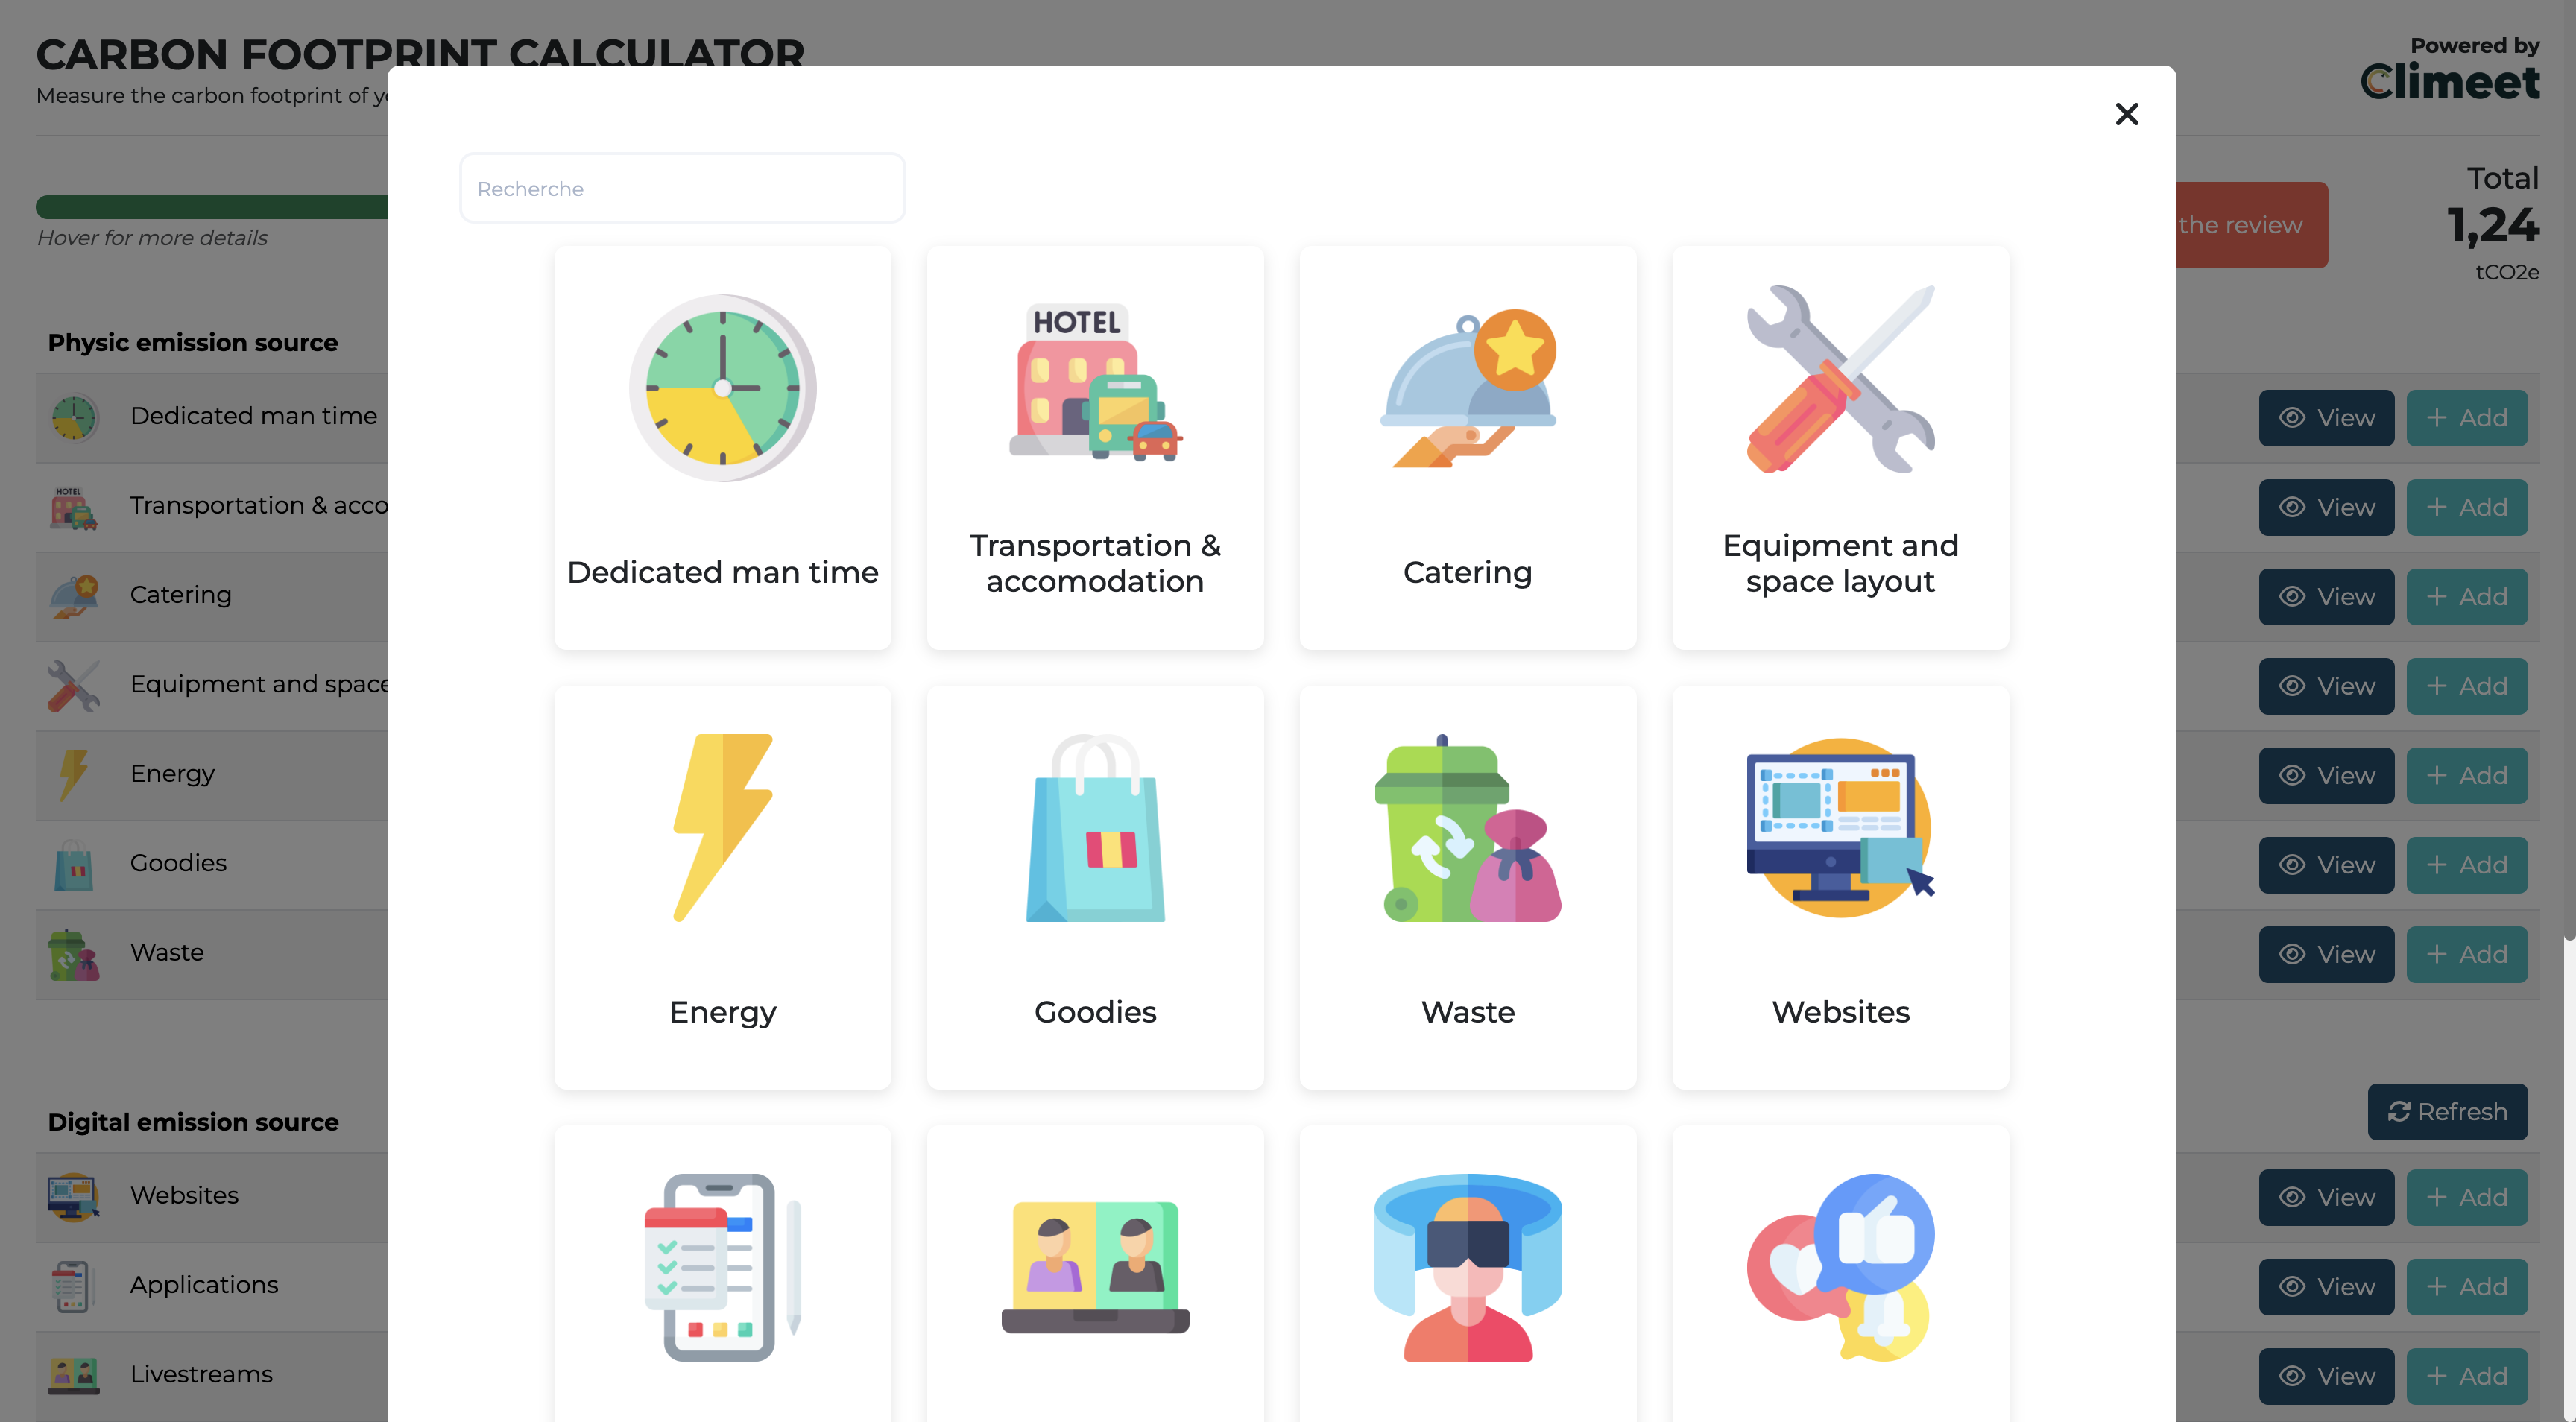 CARBON FOOTPRINT CALCULATOR
Measure the carbon footprint of
Powered by
Climeet
Recherche
Hover for more details
the review
Total
1,24
tCO2e
Physic emission source
Dedicated man time
View
Add
Transportation &
View
Add
Catering
View
Add
Equipment and space
View
Add
Energy
View
Add
Goodies
View
Add
Waste
View
Add
Digital emission source
Refresh
Websites
View
Add
Applications
View
Add
Livestreams
View
Add
HOTEL
Dedicated man time
Transportation &
accomodation
Catering
Equipment and
space layout
Energy
Goodies
Waste
Websites